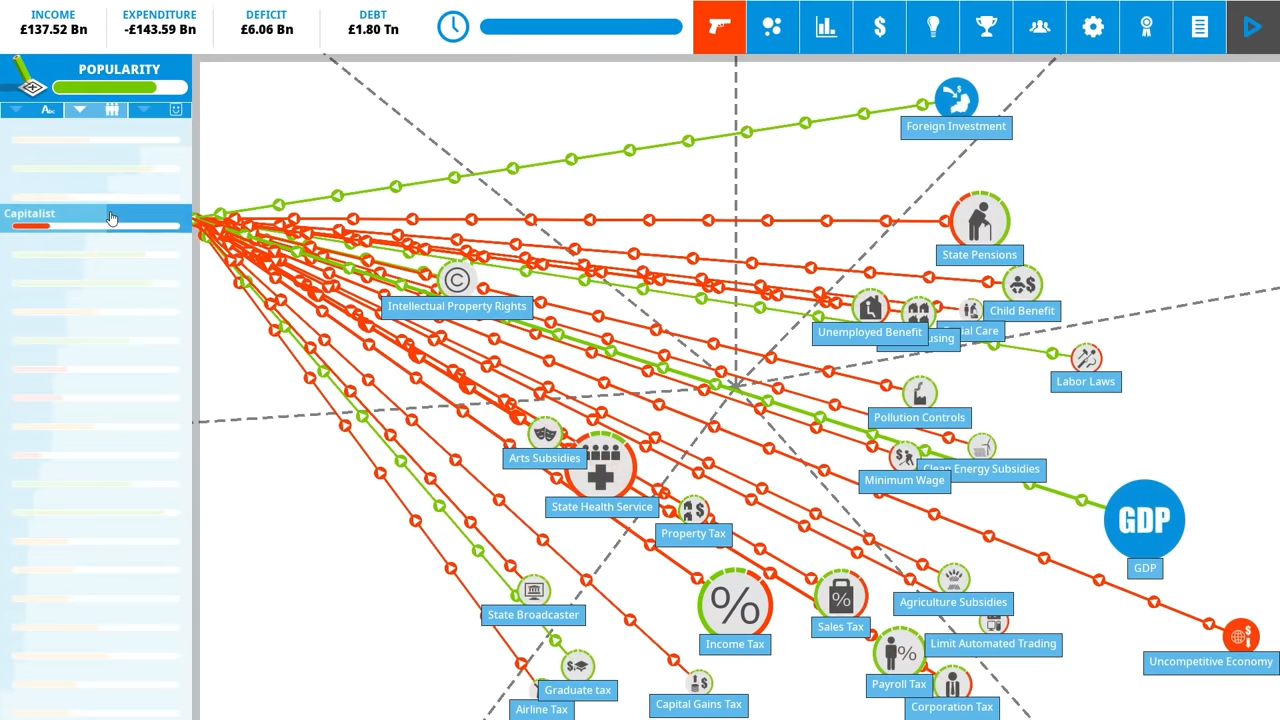 INCOME
£137.52 Bn
EXPENDITURE
-£143.59 Bn
DEFICIT
£6.06 Bn
DEBT
£1.80 Tn
POPULARITY
Capitalist
Foreign Investment
State Pensions
Child Benefit
Intellectual Property Rights
Unemployed Benefit
Labor Laws
Pollution Controls
Arts Subsidies
Clean Energy Subsidies
Minimum Wage
State Health Service
Property Tax
GDP
GDP
State Broadcaster
Agriculture Subsidies
Sales Tax
Income Tax
Limit Automated Trading
Uncompetitive Economy
Graduate tax
Payroll Tax
Airline Tax
Capital Gains Tax
Corporation Tax